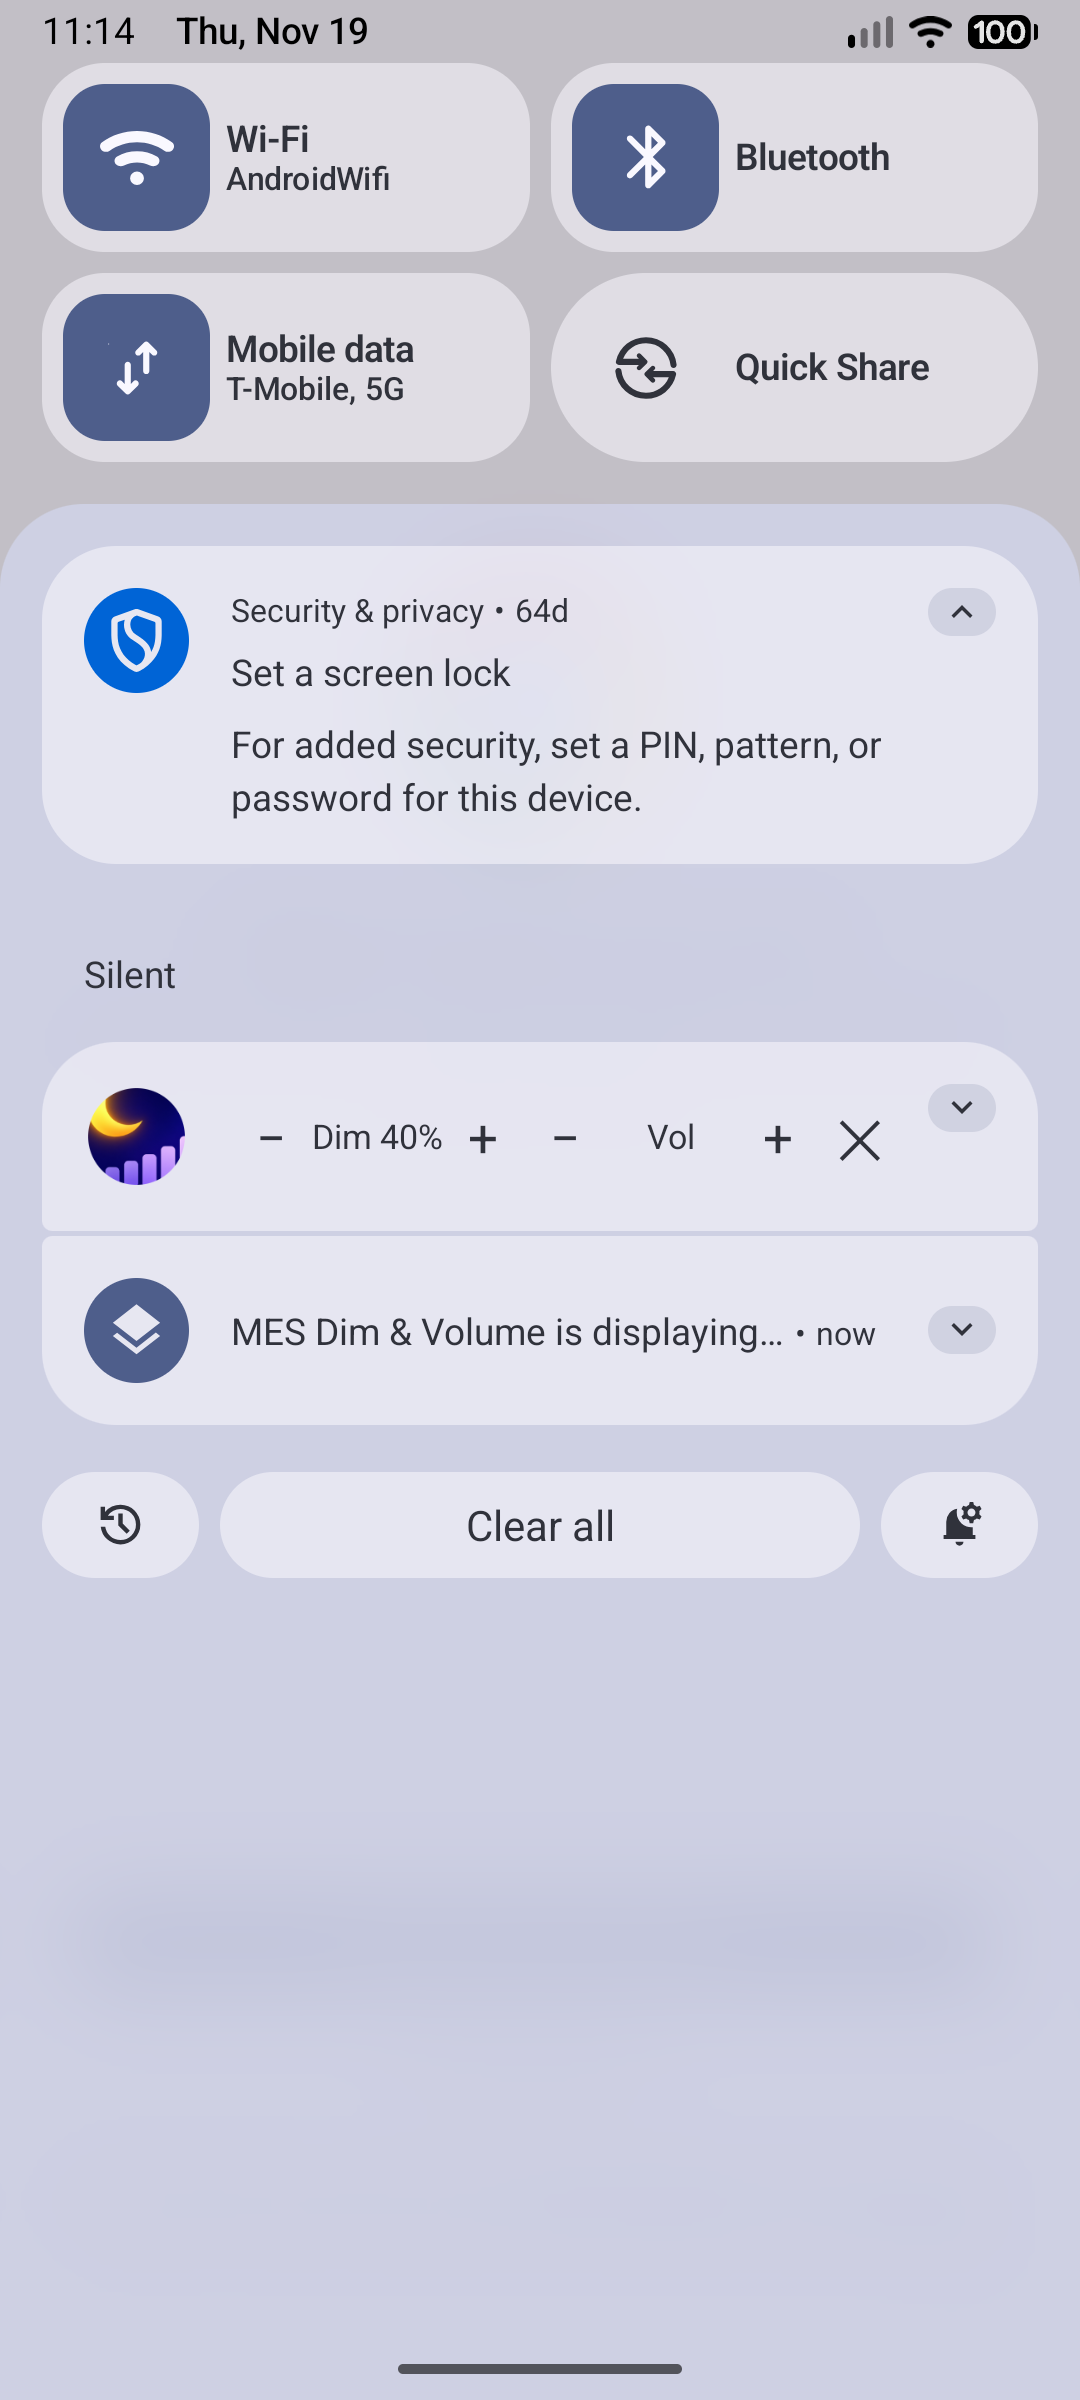 11:14 Thu, Nov 19 100
Wi-Fi
AndroidWifi
Bluetooth
Mobile data
T-Mobile, 5G
Quick Share
Security & privacy • 64d
Set a screen lock
For added security, set a PIN, pattern, or
password for this device.
Silent
− Dim 40% + − Vol +
MES Dim & Volume is displaying… • now
Clear all